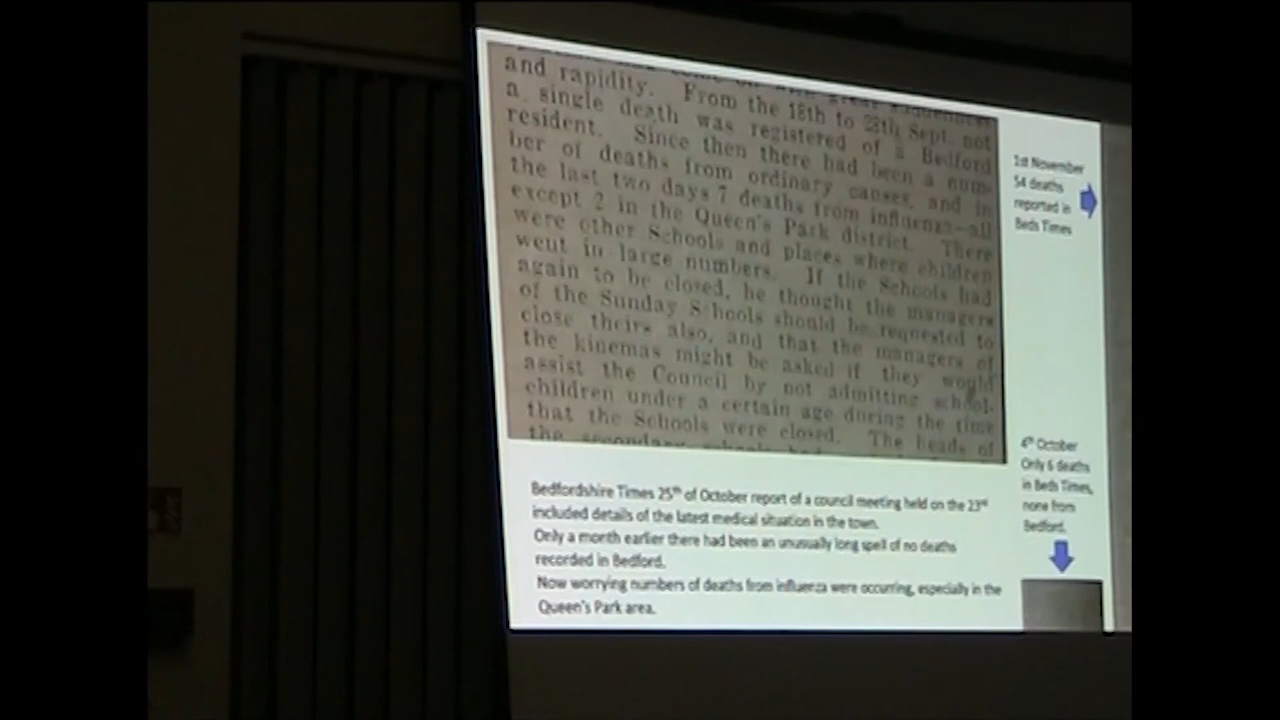 and rapidity. From the 18th to 28th Sept. not
a single death was registered of a Bedford
resident. Since then there had been a num-
ber of deaths from ordinary causes, and in
the last two days 7 deaths from influenza—all
except 2 in the Queen's Park district. There
were other Schools and places where children
went in large numbers. If the Schools had
again to be closed, he thought the managers
of the Sunday Schools should be requested to
close theirs also, and that the managers of
the kinemas might be asked if they would
assist the Council by not admitting school-
children under a certain age during the time
that the Schools were closed. The heads of
the secondary schools had
Bedfordshire Times 25th of October report of a council meeting held on the 23rd
included details of the latest medical situation in the town.
Only a month earlier there had been an unusually long spell of no deaths
recorded in Bedford.
Now worrying numbers of deaths from influenza were occurring, especially in the
Queen's Park area.
1st November
54 deaths
reported in
Beds Times
4th October
Only 6 deaths
in Beds Times,
none from
Bedford.